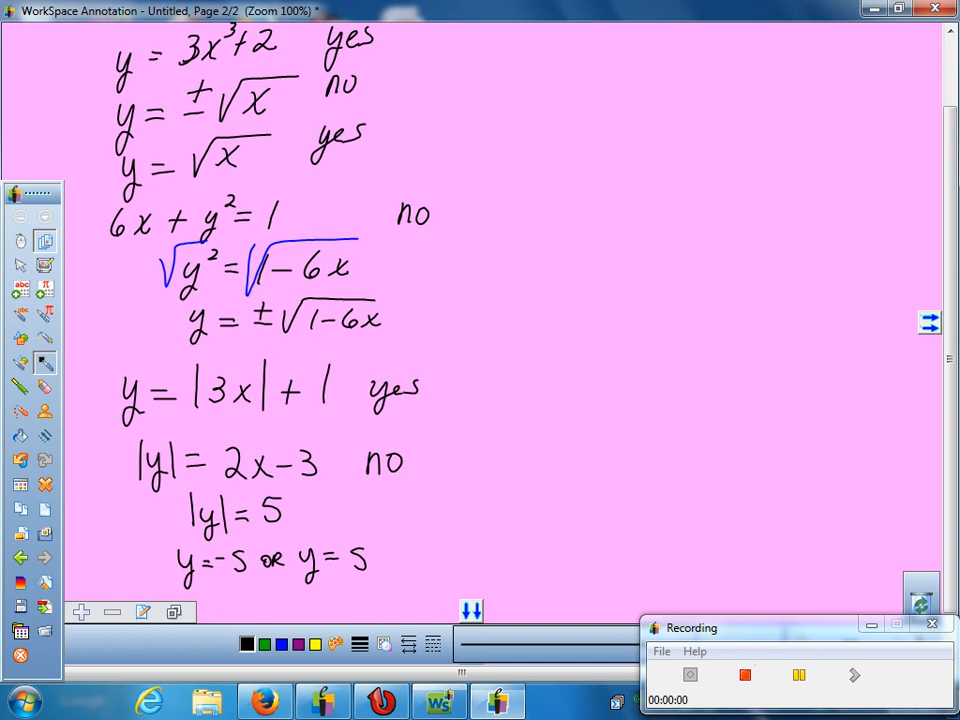 WorkSpace Annotation - Untitled, Page 2/2 (Zoom 100%) *
y = 3x³+2 yes
y = ±√x no
y = √x yes
6x + y² = 1 no
√y² = √1 - 6x
y = ± √1-6x
y = |3x| + 1 yes
|y| = 2x - 3 no
|y| = 5
y = -5 OR y = 5
Recording
File Help
00:00:00